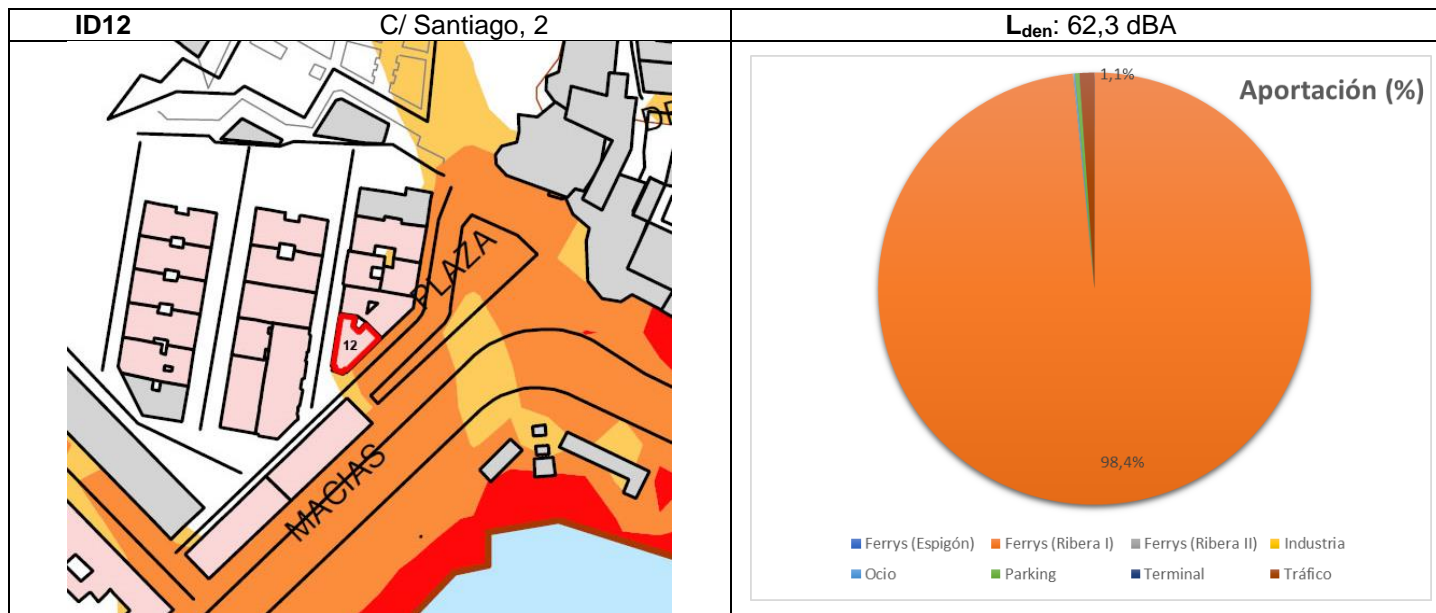 ID12 C/ Santiago, 2
Lden: 62,3 dBA
PLAZA
12
MACIAS
Aportación (%)
1,1%
98,4%
Ferrys (Espigón) Ferrys (Ribera I) Ferrys (Ribera II) Industria
Ocio Parking Terminal Tráfico